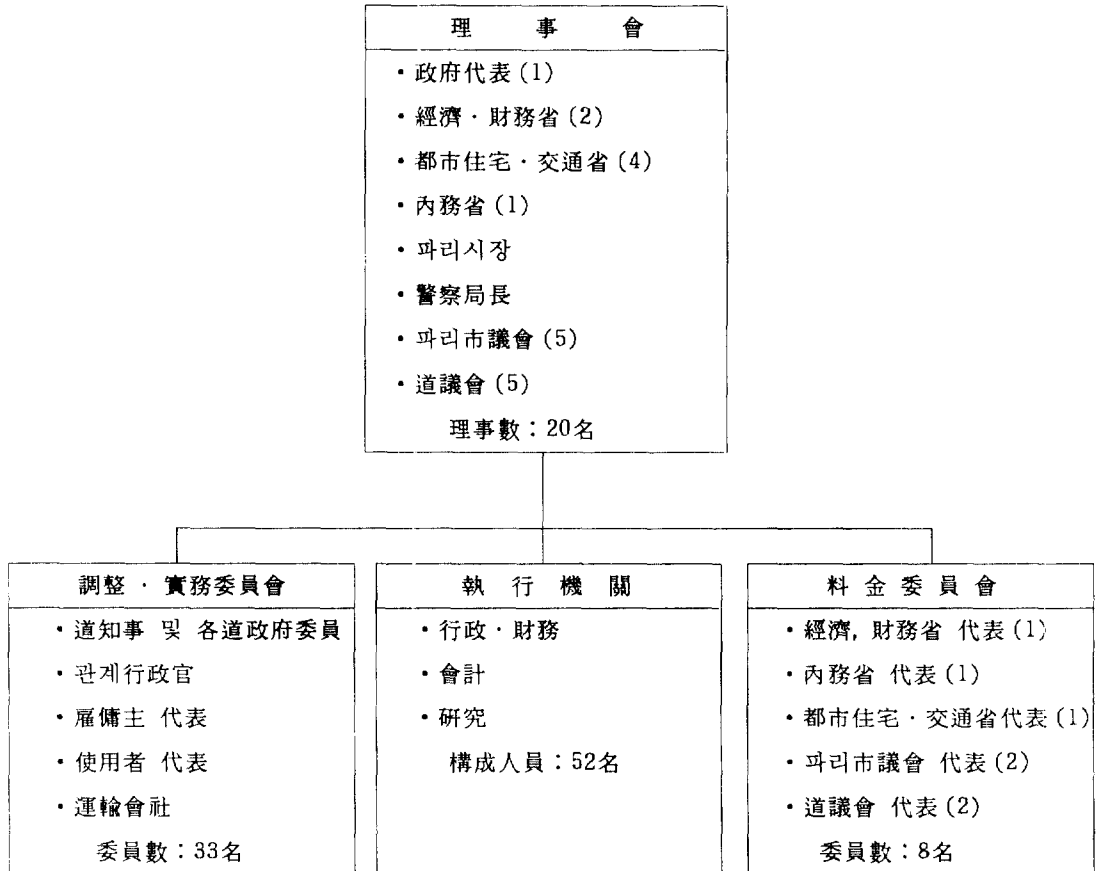 理 事 會
・政府代表 (1)
・經濟・財務省 (2)
・都市住宅・交通省 (4)
・內務省 (1)
・파리시장
・警察局長
・파리市議會 (5)
・道議會 (5)
理事數：20名
調整・實務委員會
・道知事 및 各道政府委員
・관계行政官
・雇傭主 代表
・使用者 代表
・運輸會社
委員數：33名
執 行 機 關
・行政・財務
・會計
・研究
構成人員：52名
料 金 委 員 會
・經濟, 財務省 代表 (1)
・內務省 代表 (1)
・都市住宅・交通省代表 (1)
・파리市議會 代表 (2)
・道議會 代表 (2)
委員數：8名